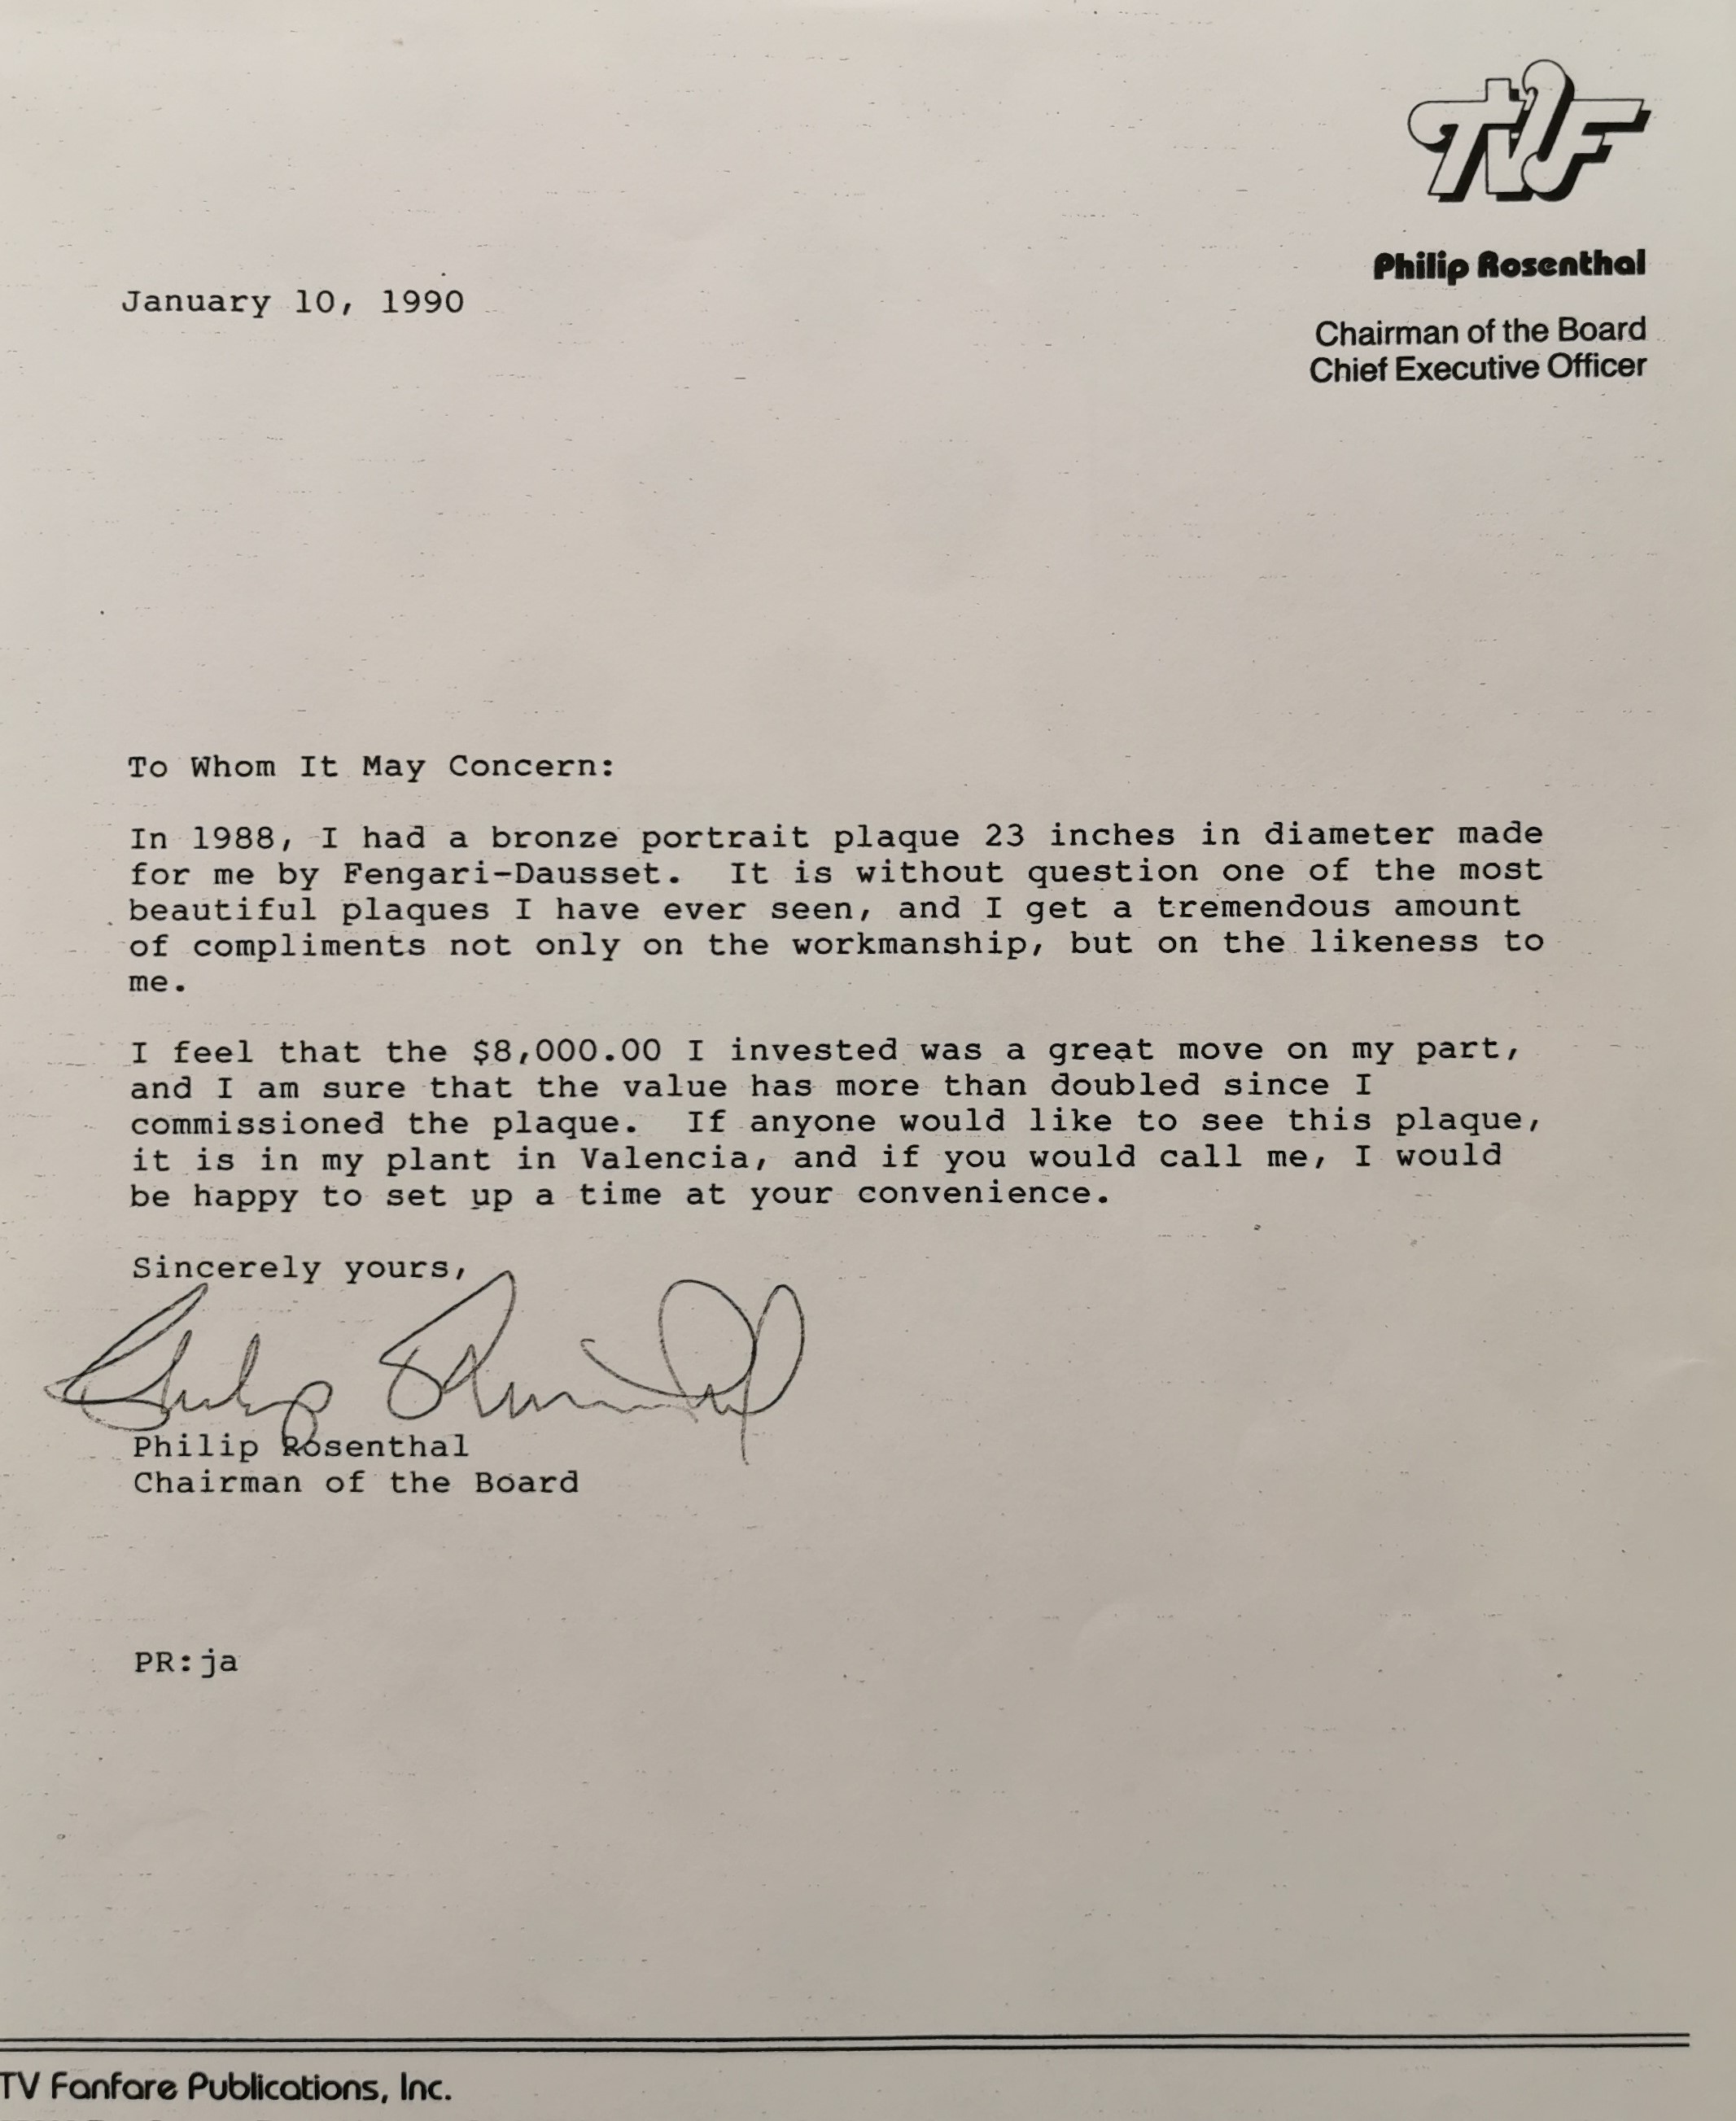 TVF
Philip Rosenthal
Chairman of the Board
Chief Executive Officer
January 10, 1990
To Whom It May Concern:
In 1988, I had a bronze portrait plaque 23 inches in diameter made
for me by Fengari-Dausset. It is without question one of the most
beautiful plaques I have ever seen, and I get a tremendous amount
of compliments not only on the workmanship, but on the likeness to
me.
I feel that the $8,000.00 I invested was a great move on my part,
and I am sure that the value has more than doubled since I
commissioned the plaque. If anyone would like to see this plaque,
it is in my plant in Valencia, and if you would call me, I would
be happy to set up a time at your convenience.
Sincerely yours,
Philip Rosenthal
Philip Rosenthal
Chairman of the Board
PR:ja
TV Fanfare Publications, Inc.